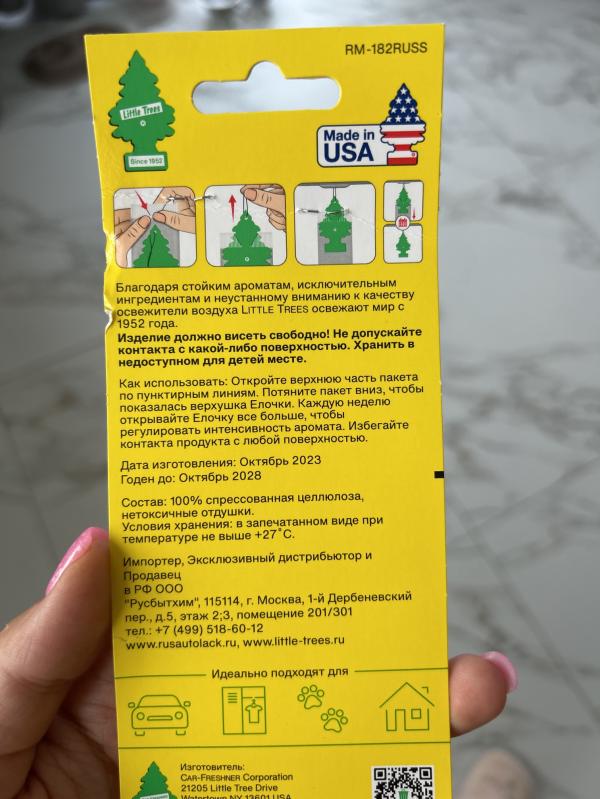 RM-182RUSS
Little Trees
Since 1952
Made in
USA
Благодаря стойким ароматам, исключительным
ингредиентам и неустанному вниманию к качеству
освежители воздуха LITTLE TREES освежают мир с
1952 года.
Изделие должно висеть свободно! Не допускайте
контакта с какой-либо поверхностью. Хранить в
недоступном для детей месте.
Как использовать: Откройте верхнюю часть пакета
по пунктирным линиям. Потяните пакет вниз, чтобы
показалась верхушка Елочки. Каждую неделю
открывайте Елочку все больше, чтобы
регулировать интенсивность аромата. Избегайте
контакта продукта с любой поверхностью.
Дата изготовления: Октябрь 2023
Годен до: Октябрь 2028
Состав: 100% спрессованная целлюлоза,
нетоксичные отдушки.
Условия хранения: в запечатанном виде при
температуре не выше +27˚С.
Импортер, Эксклюзивный дистрибьютор и
Продавец
в РФ ООО
"Русбытхим", 115114, г. Москва, 1-й Дербеневский
пер., д.5, этаж 2;3, помещение 201/301
тел.: +7 (499) 518-60-12
www.rusautolack.ru, www.little-trees.ru
Идеально подходят для
Изготовитель:
CAR-FRESHNER Corporation
21205 Little Tree Drive
Watertown NY 13601 USA